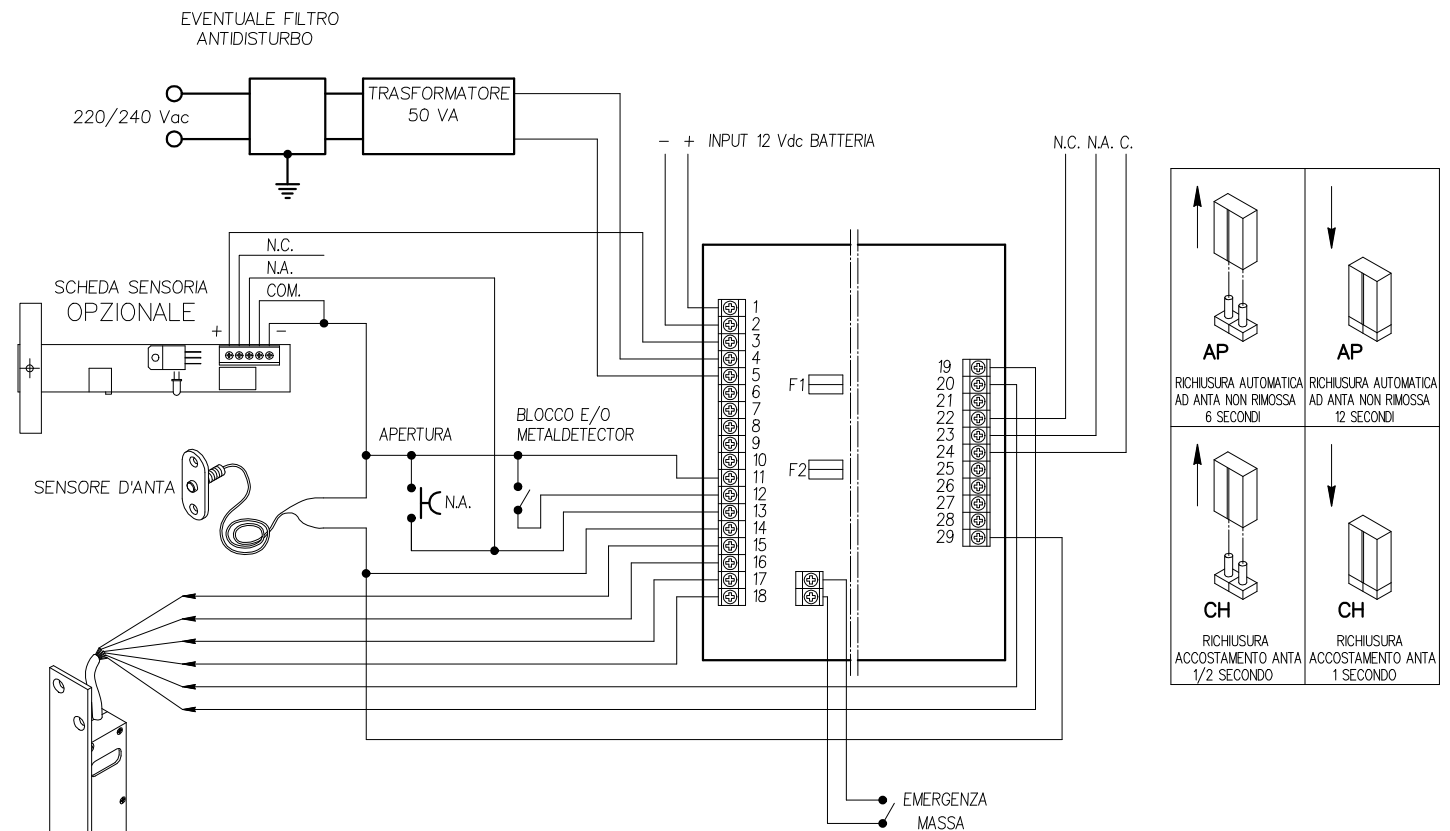 EVENTUALE FILTRO
ANTIDISTURBO
TRASFORMATORE
50 VA
220/240 Vac
- + INPUT 12 Vdc BATTERIA
N.C. N.A. C.
N.C.
N.A.
COM.
SCHEDA SENSORIA
OPZIONALE
+ -
SENSORE D'ANTA
APERTURA
N.A.
BLOCCO E/O
METALDETECTOR
1
2
3
4
5
6
7
8
9
10
11
12
13
14
15
16
17
18
F1
F2
19
20
21
22
23
24
25
26
27
28
29
EMERGENZA
MASSA
AP
RICHIUSURA AUTOMATICA
AD ANTA NON RIMOSSA
6 SECONDI
AP
RICHIUSURA AUTOMATICA
AD ANTA NON RIMOSSA
12 SECONDI
CH
RICHIUSURA
ACCOSTAMENTO ANTA
1/2 SECONDO
CH
RICHIUSURA
ACCOSTAMENTO ANTA
1 SECONDO